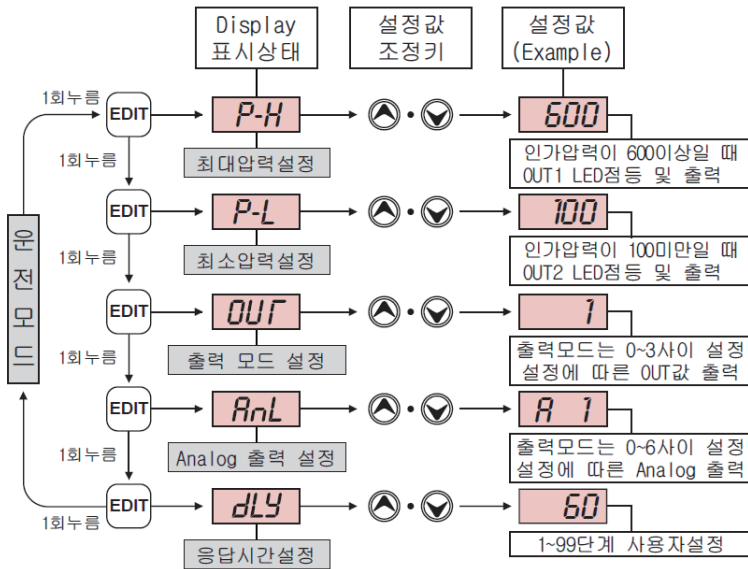 Display
표시상태
설정값
조정키
설정값
(Example)
1회누름
EDIT
P-H
600
최대압력설정
인가압력이 600이상일 때
OUT1 LED점등 및 출력
1회누름
EDIT
P-L
100
최소압력설정
인가압력이 100미만일 때
OUT2 LED점등 및 출력
운전모드
1회누름
EDIT
OUT
1
출력 모드 설정
출력모드는 0~3사이 설정
설정에 따른 OUT값 출력
1회누름
EDIT
AnL
A 1
Analog 출력 설정
출력모드는 0~6사이 설정
설정에 따른 Analog 출력
1회누름
EDIT
dLY
60
1회누름
응답시간설정
1~99단계 사용자설정